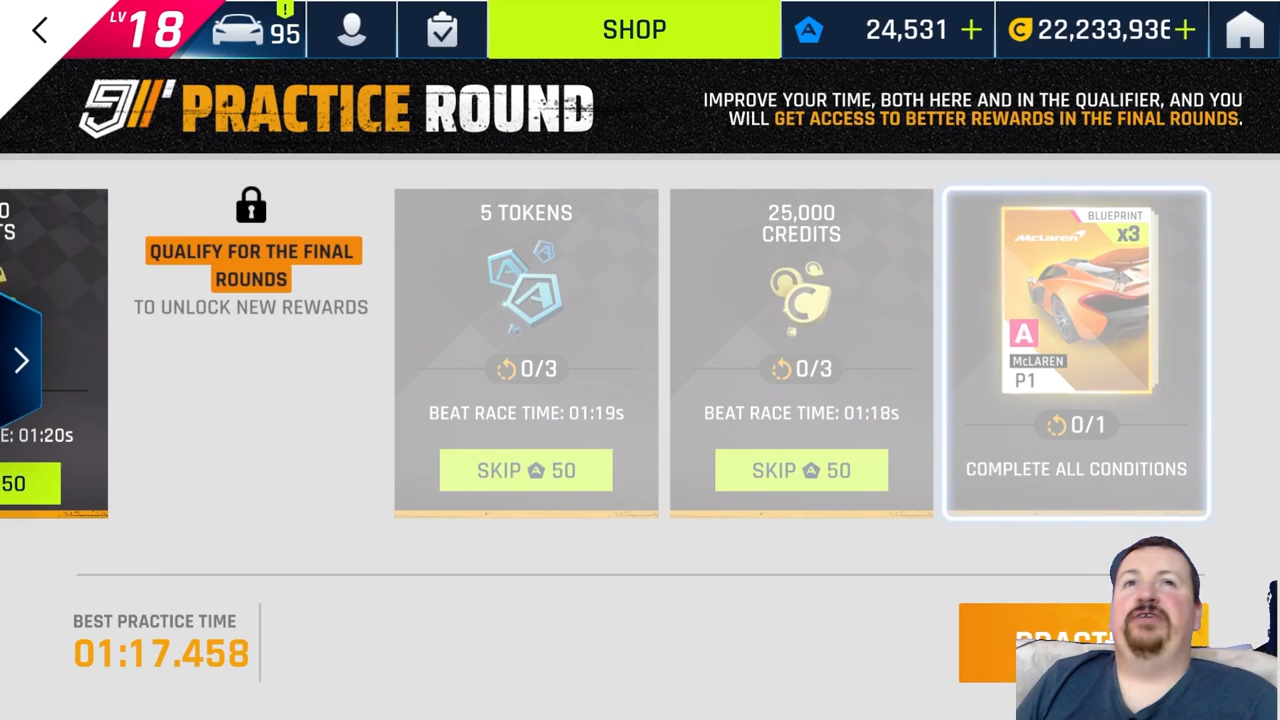 LV 18
95
SHOP
24,531
22,233,936
PRACTICE ROUND
IMPROVE YOUR TIME, BOTH HERE AND IN THE QUALIFIER, AND YOU
WILL GET ACCESS TO BETTER REWARDS IN THE FINAL ROUNDS.
E: 01:20s
50
QUALIFY FOR THE FINAL
ROUNDS
TO UNLOCK NEW REWARDS
5 TOKENS
0/3
BEAT RACE TIME: 01:19s
SKIP 50
25,000
CREDITS
0/3
BEAT RACE TIME: 01:18s
SKIP 50
BLUEPRINT
x3
McLaren
A
McLAREN
P1
0/1
COMPLETE ALL CONDITIONS
BEST PRACTICE TIME
01:17.458